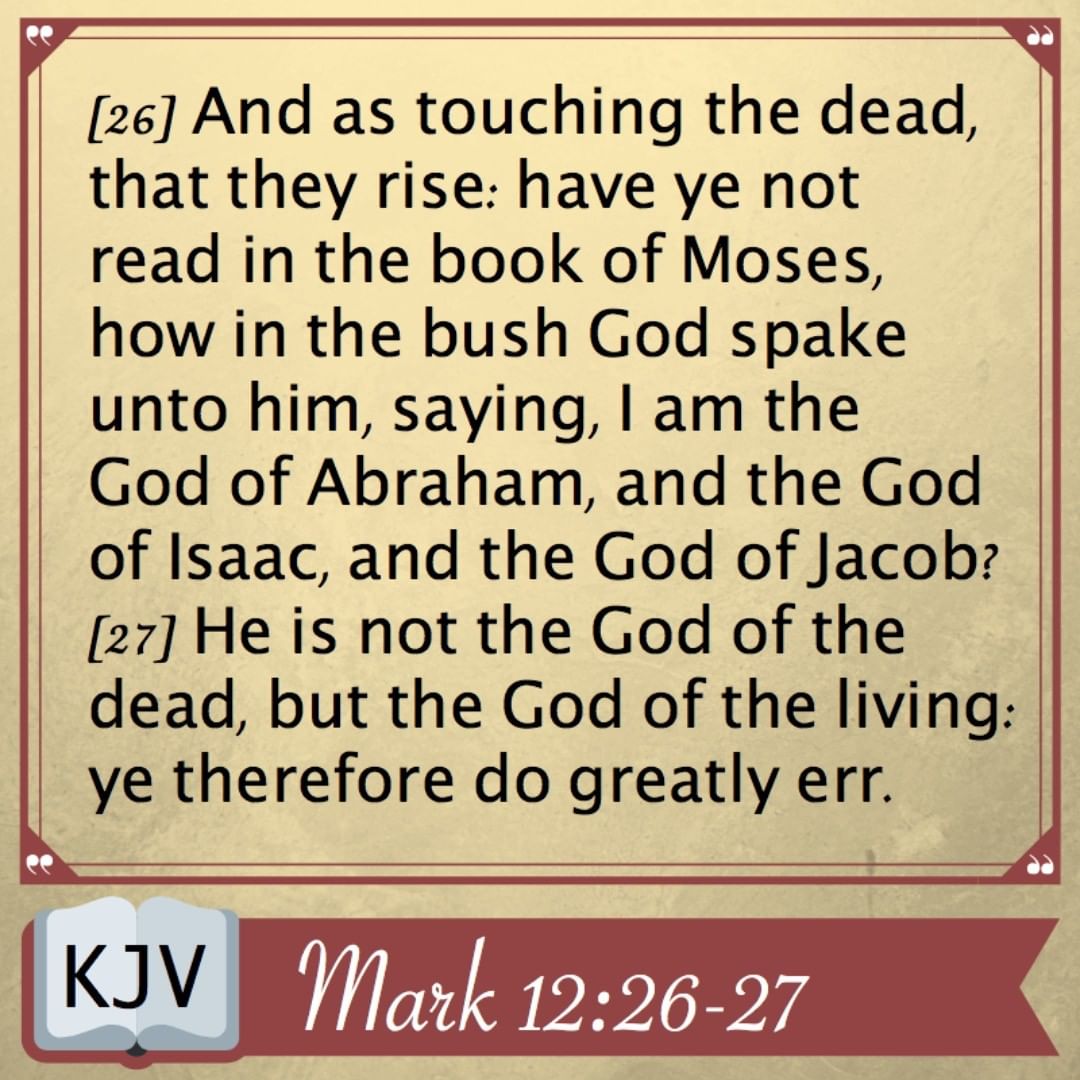 [26] And as touching the dead,
that they rise: have ye not
read in the book of Moses,
how in the bush God spake
unto him, saying, I am the
God of Abraham, and the God
of Isaac, and the God of Jacob?
[27] He is not the God of the
dead, but the God of the living:
ye therefore do greatly err.
KJV
Mark 12:26-27